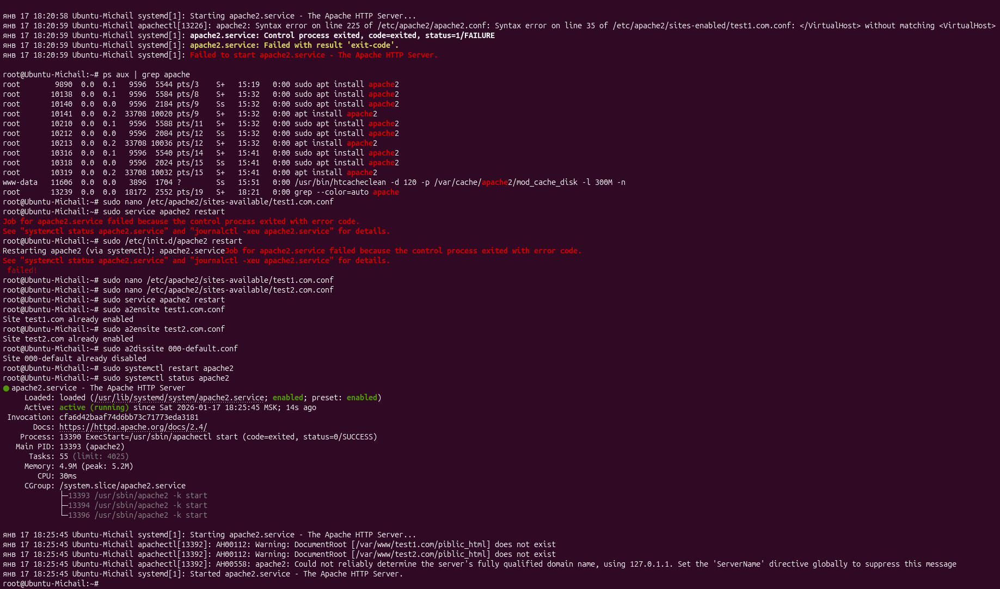 янв 17 18:20:58 Ubuntu-Michail systemd[1]: Starting apache2.service - The Apache HTTP Server...
янв 17 18:20:59 Ubuntu-Michail apachectl[13226]: apache2: Syntax error on line 225 of /etc/apache2/apache2.conf: Syntax error on line 35 of /etc/apache2/sites-enabled/test1.com.conf: </VirtualHost> without matching <VirtualHost>
янв 17 18:20:59 Ubuntu-Michail systemd[1]: apache2.service: Control process exited, code=exited, status=1/FAILURE
янв 17 18:20:59 Ubuntu-Michail systemd[1]: apache2.service: Failed with result 'exit-code'.
янв 17 18:20:59 Ubuntu-Michail systemd[1]: Failed to start apache2.service - The Apache HTTP Server.
root@Ubuntu-Michail:~# ps aux | grep apache
root        9890  0.0  0.1   9596  5544 pts/3    S+   15:19   0:00 sudo apt install apache2
root       10138  0.0  0.1   9596  5584 pts/8    S+   15:32   0:00 sudo apt install apache2
root       10140  0.0  0.0   9596  2184 pts/9    Ss   15:32   0:00 sudo apt install apache2
root       10141  0.0  0.2  33708 10020 pts/9    S+   15:32   0:00 apt install apache2
root       10210  0.0  0.1   9596  5588 pts/11   S+   15:32   0:00 sudo apt install apache2
root       10212  0.0  0.0   9596  2084 pts/12   Ss   15:32   0:00 sudo apt install apache2
root       10213  0.0  0.2  33708 10036 pts/12   S+   15:32   0:00 apt install apache2
root       10316  0.0  0.1   9596  5540 pts/14   S+   15:41   0:00 sudo apt install apache2
root       10318  0.0  0.0   9596  2024 pts/15   Ss   15:41   0:00 sudo apt install apache2
root       10319  0.0  0.2  33708 10032 pts/15   S+   15:41   0:00 apt install apache2
www-data   11606  0.0  0.0   3896  1704 ?        Ss   15:51   0:00 /usr/bin/htcacheclean -d 120 -p /var/cache/apache2/mod_cache_disk -l 300M -n
root       13239  0.0  0.0  18172  2552 pts/19   S+   18:21   0:00 grep --color=auto apache
root@Ubuntu-Michail:~# sudo nano /etc/apache2/sites-available/test1.com.conf
root@Ubuntu-Michail:~# sudo service apache2 restart
Job for apache2.service failed because the control process exited with error code.
See "systemctl status apache2.service" and "journalctl -xeu apache2.service" for details.
root@Ubuntu-Michail:~# sudo /etc/init.d/apache2 restart
Restarting apache2 (via systemctl): apache2.serviceJob for apache2.service failed because the control process exited with error code.
See "systemctl status apache2.service" and "journalctl -xeu apache2.service" for details.
 failed!
root@Ubuntu-Michail:~# sudo nano /etc/apache2/sites-available/test1.com.conf
root@Ubuntu-Michail:~# sudo nano /etc/apache2/sites-available/test2.com.conf
root@Ubuntu-Michail:~# sudo service apache2 restart
root@Ubuntu-Michail:~# sudo a2ensite test1.com.conf
Site test1.com already enabled
root@Ubuntu-Michail:~# sudo a2ensite test2.com.conf
Site test2.com already enabled
root@Ubuntu-Michail:~# sudo a2dissite 000-default.conf
Site 000-default already disabled
root@Ubuntu-Michail:~# sudo systemctl restart apache2
root@Ubuntu-Michail:~# sudo systemctl status apache2
● apache2.service - The Apache HTTP Server
     Loaded: loaded (/usr/lib/systemd/system/apache2.service; enabled; preset: enabled)
     Active: active (running) since Sat 2026-01-17 18:25:45 MSK; 14s ago
 Invocation: cfa6d42baaf74d6bb73c71773eda3181
       Docs: https://httpd.apache.org/docs/2.4/
    Process: 13390 ExecStart=/usr/sbin/apachectl start (code=exited, status=0/SUCCESS)
   Main PID: 13393 (apache2)
      Tasks: 55 (limit: 4025)
     Memory: 4.9M (peak: 5.2M)
        CPU: 30ms
     CGroup: /system.slice/apache2.service
             ├─13393 /usr/sbin/apache2 -k start
             ├─13394 /usr/sbin/apache2 -k start
             └─13396 /usr/sbin/apache2 -k start
янв 17 18:25:45 Ubuntu-Michail systemd[1]: Starting apache2.service - The Apache HTTP Server...
янв 17 18:25:45 Ubuntu-Michail apachectl[13392]: AH00112: Warning: DocumentRoot [/var/www/test1.com/piblic_html] does not exist
янв 17 18:25:45 Ubuntu-Michail apachectl[13392]: AH00112: Warning: DocumentRoot [/var/www/test2.com/piblic_html] does not exist
янв 17 18:25:45 Ubuntu-Michail apachectl[13392]: AH00558: apache2: Could not reliably determine the server's fully qualified domain name, using 127.0.1.1. Set the 'ServerName' directive globally to suppress this message
янв 17 18:25:45 Ubuntu-Michail systemd[1]: Started apache2.service - The Apache HTTP Server.
root@Ubuntu-Michail:~#